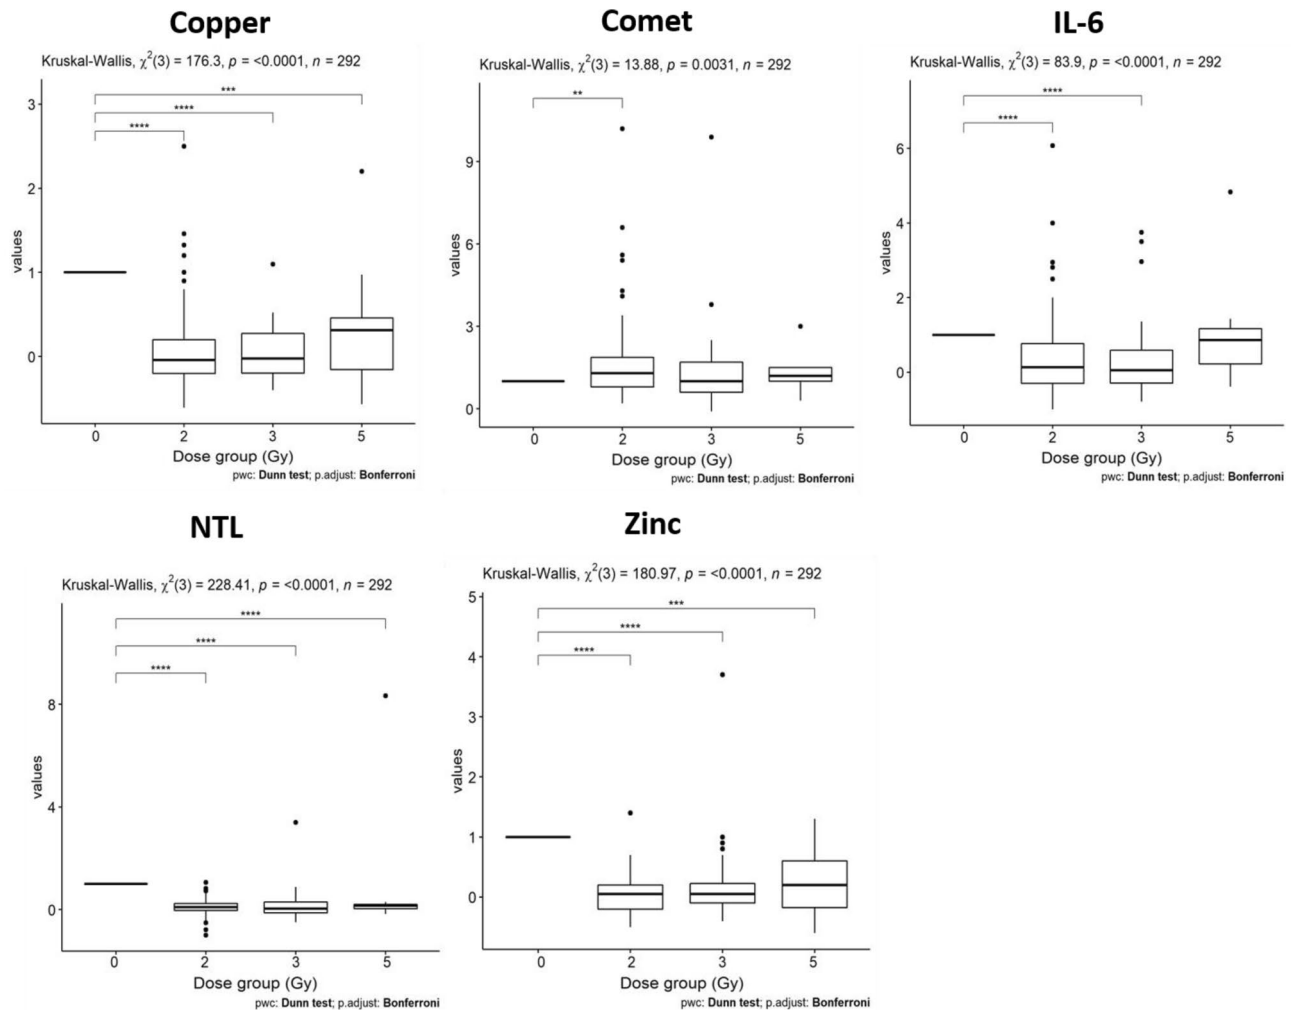 Copper
Kruskal-Wallis, χ²(3) = 176.3, p = <0.0001, n = 292
***
****
****
3
2
1
0
values
0 2 3 5
Dose group (Gy)
pwc: Dunn test; p.adjust: Bonferroni
Comet
Kruskal-Wallis, χ²(3) = 13.88, p = 0.0031, n = 292
**
9
6
3
0
values
0 2 3 5
Dose group (Gy)
pwc: Dunn test; p.adjust: Bonferroni
IL-6
Kruskal-Wallis, χ²(3) = 83.9, p = <0.0001, n = 292
****
****
6
4
2
0
values
0 2 3 5
Dose group (Gy)
pwc: Dunn test; p.adjust: Bonferroni
NTL
Kruskal-Wallis, χ²(3) = 228.41, p = <0.0001, n = 292
****
****
****
8
4
0
values
0 2 3 5
Dose group (Gy)
pwc: Dunn test; p.adjust: Bonferroni
Zinc
Kruskal-Wallis, χ²(3) = 180.97, p = <0.0001, n = 292
***
****
****
5
4
3
2
1
0
values
0 2 3 5
Dose group (Gy)
pwc: Dunn test; p.adjust: Bonferroni